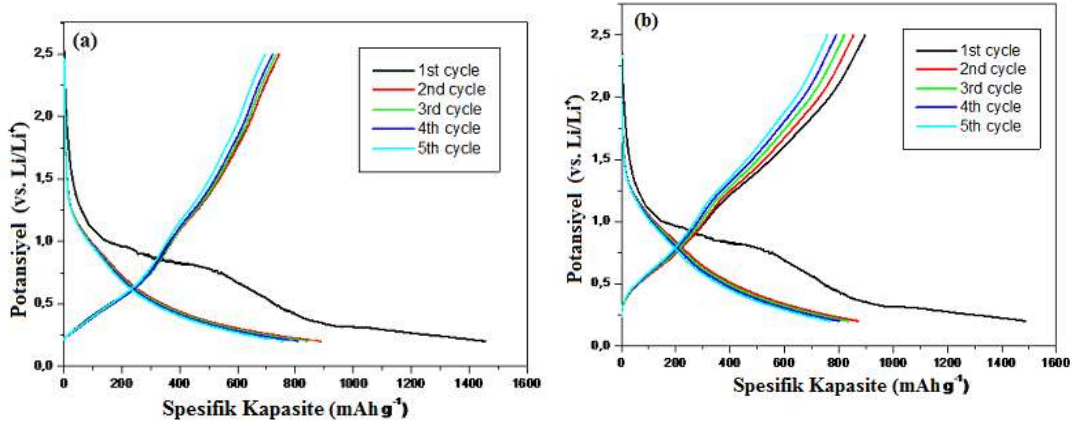 (a)
Potansiyel (vs. Li/Li⁺)
2,5
2,0
1,5
1,0
0,5
0,0
1st cycle
2nd cycle
3rd cycle
4th cycle
5th cycle
0 200 400 600 800 1000 1200 1400 1600
Spesifik Kapasite (mAh g⁻¹)
(b)
Potansiyel (vs. Li/Li⁺)
2,5
2,0
1,5
1,0
0,5
0,0
1st cycle
2nd cycle
3rd cycle
4th cycle
5th cycle
0 200 400 600 800 1000 1200 1400 1600
Spesifik Kapasite (mAh g⁻¹)